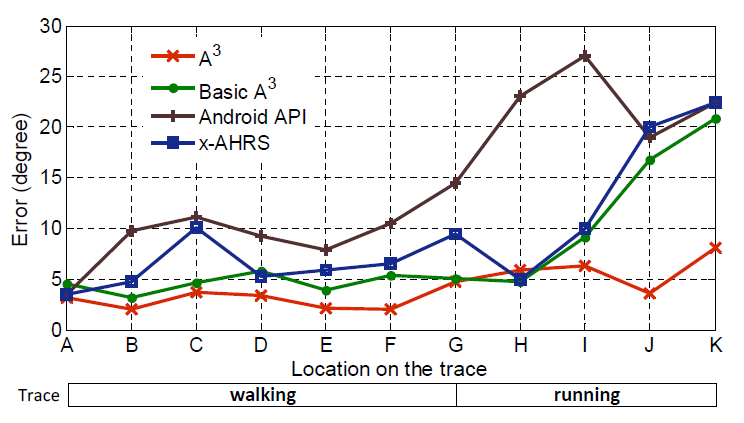 30
25
20
15
10
5
0
Error (degree)
A³
Basic A³
Android API
x-AHRS
A B C D E F G H I J K
Location on the trace
Trace walking running